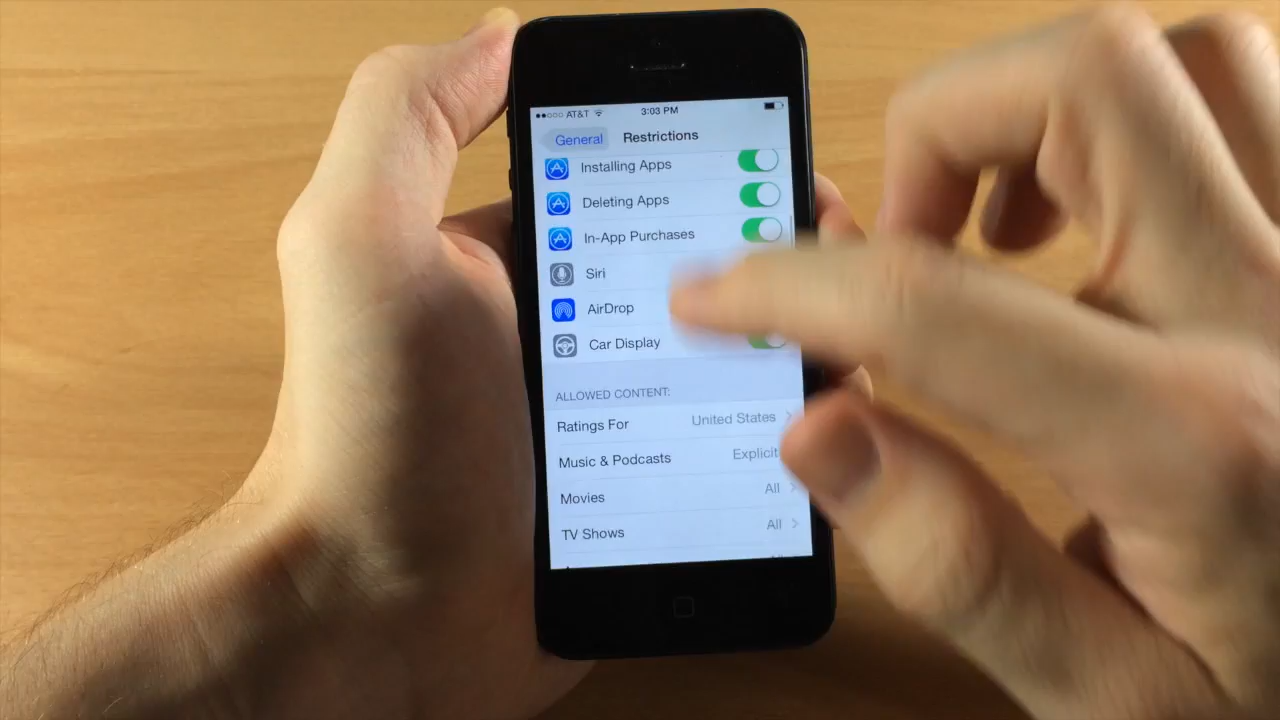 AT&T 3:03 PM
General Restrictions
Installing Apps
Deleting Apps
In-App Purchases
Siri
AirDrop
Car Display
ALLOWED CONTENT:
Ratings For United States
Music & Podcasts Explicit
Movies All
TV Shows All